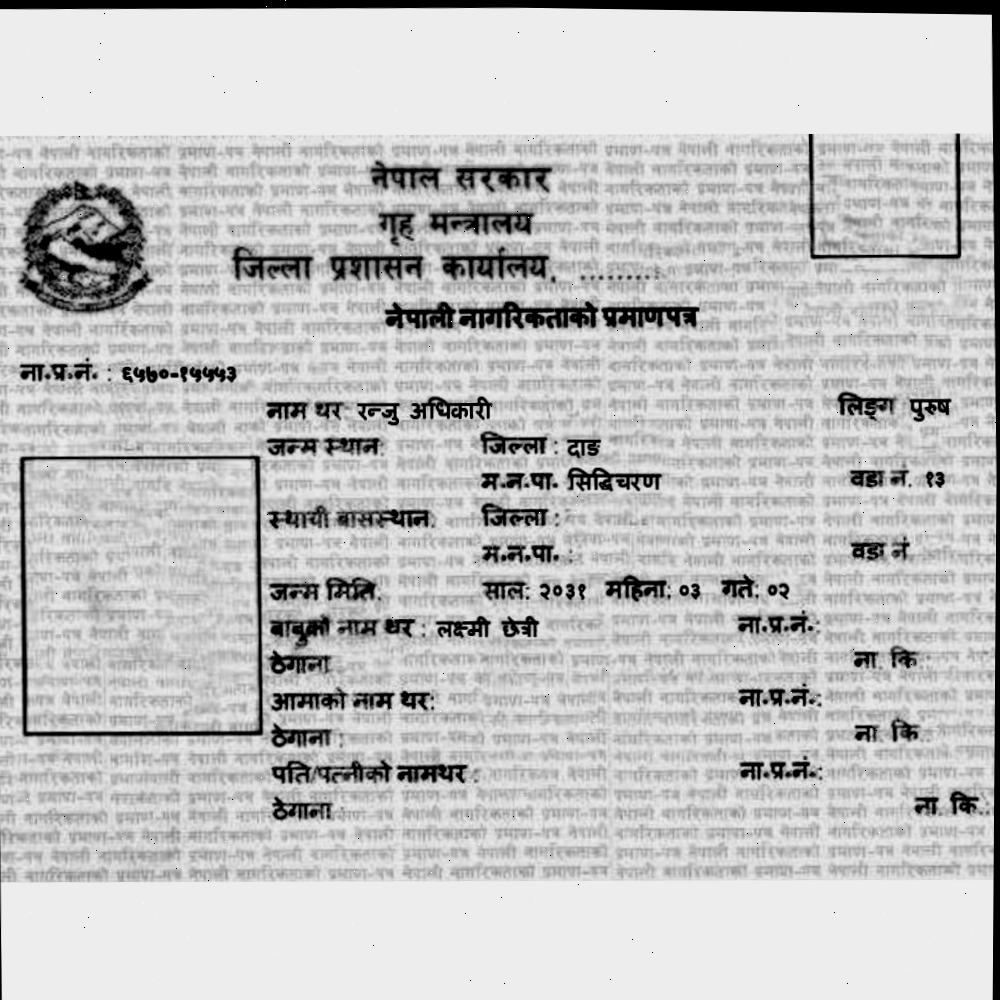 नेपाल सरकार
गृह मन्त्रालय
जिल्ला प्रशासन कार्यालय, ..........
नेपाली नागरिकताको प्रमाणपत्र
ना.प्र.नं. : ६५७०-१५५५३
नाम थर: रन्जु अधिकारी लिङ्ग पुरुष
जन्म स्थान: जिल्ला : दाङ
म.न.पा. सिद्धिचरण वडा नं. १३
स्थायी बासस्थान: जिल्ला :
म.न.पा. : वडा नं.
जन्म मिति: साल: २०३१ महिना: ०३ गते: ०२
बाबुको नाम थर : लक्ष्मी छेत्री ना.प्र.नं.:
ठेगाना ना. कि.:
आमाको नाम थर: ना.प्र.नं.:
ठेगाना : ना. कि.
पति/पत्नीको नामथर : ना.प्र.नं.:
ठेगाना : ना. कि.: